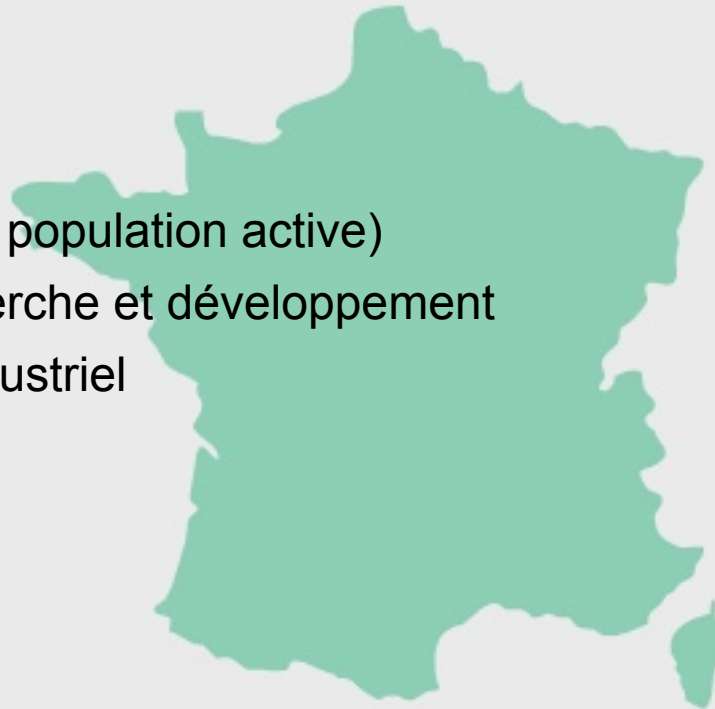 population active)
erche et développement
ustriel